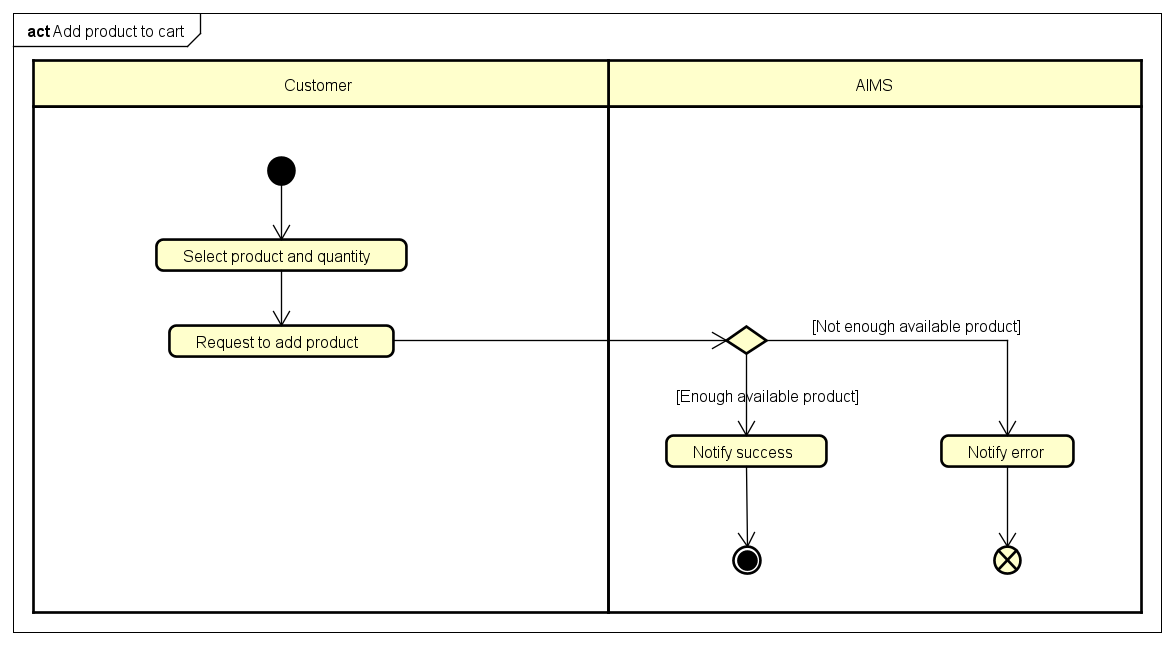 act Add product to cart
Customer
AIMS
Select product and quantity
Request to add product
[Not enough available product]
[Enough available product]
Notify success
Notify error